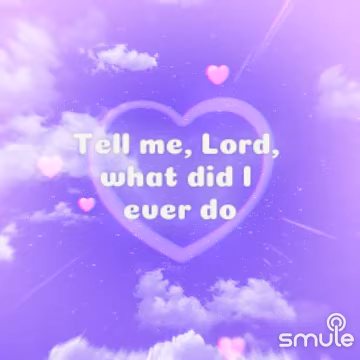 Tell me, Lord,
what did I
ever do
smule